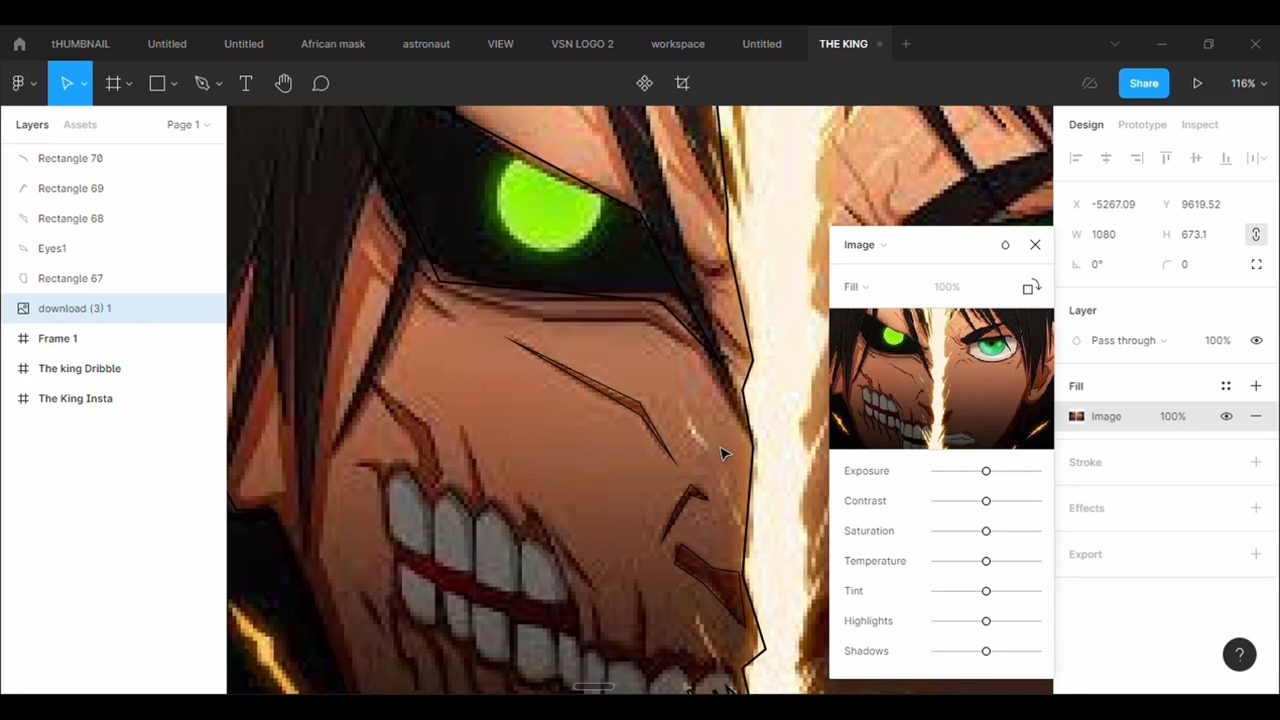 tHUMBNAIL Untitled Untitled African mask astronaut VIEW VSN LOGO 2 workspace Untitled THE KING
Share 116%
Layers Assets Page 1
Rectangle 70
Rectangle 69
Rectangle 68
Eyes1
Rectangle 67
download (3) 1
Frame 1
The king Dribble
The King Insta
Image
Fill 100%
Exposure
Contrast
Saturation
Temperature
Tint
Highlights
Shadows
Design Prototype Inspect
X -5267.09 Y 9619.52
W 1080 H 673.1
0° 0
Layer
Pass through 100%
Fill
Image 100%
Stroke
Effects
Export
?